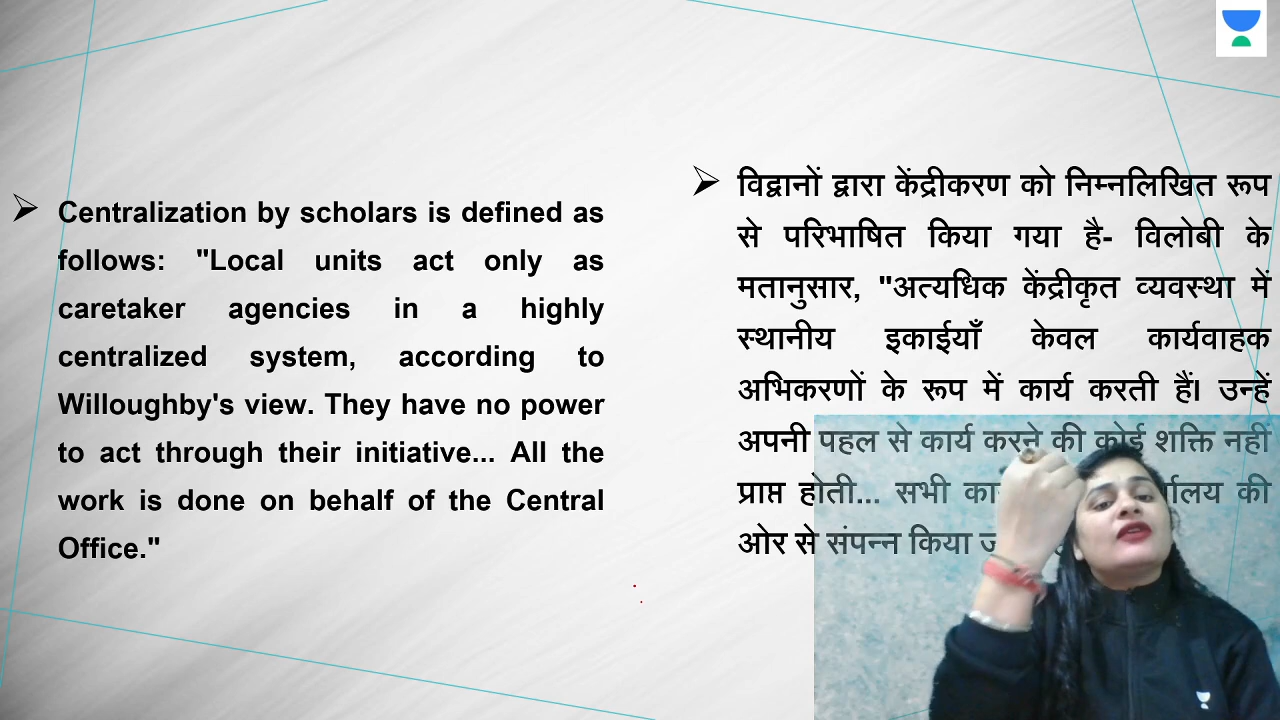 Centralization by scholars is defined as
follows: "Local units act only as
caretaker agencies in a highly
centralized system, according to
Willoughby's view. They have no power
to act through their initiative... All the
work is done on behalf of the Central
Office."
विद्वानों द्वारा केंद्रीकरण को निम्नलिखित रूप
से परिभाषित किया गया है- विलोबी के
मतानुसार, "अत्यधिक केंद्रीकृत व्यवस्था में
स्थानीय इकाईयाँ केवल कार्यवाहक
अभिकरणों के रूप में कार्य करती हैं। उन्हें
अपनी पहल से कार्य करने की कोई शक्ति नहीं
प्राप्त होती... सभी की
ओर से संपन्न किया